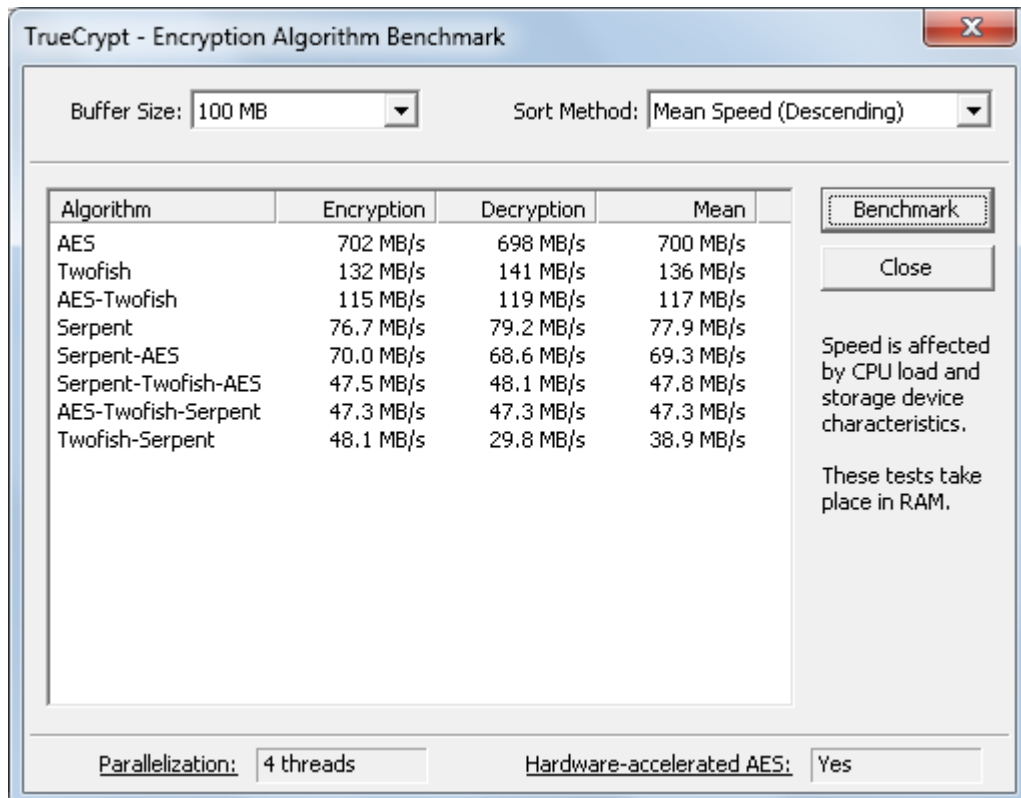 TrueCrypt - Encryption Algorithm Benchmark
Buffer Size: 100 MB Sort Method: Mean Speed (Descending)
Algorithm Encryption Decryption Mean
AES 702 MB/s 698 MB/s 700 MB/s
Twofish 132 MB/s 141 MB/s 136 MB/s
AES-Twofish 115 MB/s 119 MB/s 117 MB/s
Serpent 76.7 MB/s 79.2 MB/s 77.9 MB/s
Serpent-AES 70.0 MB/s 68.6 MB/s 69.3 MB/s
Serpent-Twofish-AES 47.5 MB/s 48.1 MB/s 47.8 MB/s
AES-Twofish-Serpent 47.3 MB/s 47.3 MB/s 47.3 MB/s
Twofish-Serpent 48.1 MB/s 29.8 MB/s 38.9 MB/s
Benchmark
Close
Speed is affected
by CPU load and
storage device
characteristics.
These tests take
place in RAM.
Parallelization: 4 threads Hardware-accelerated AES: Yes